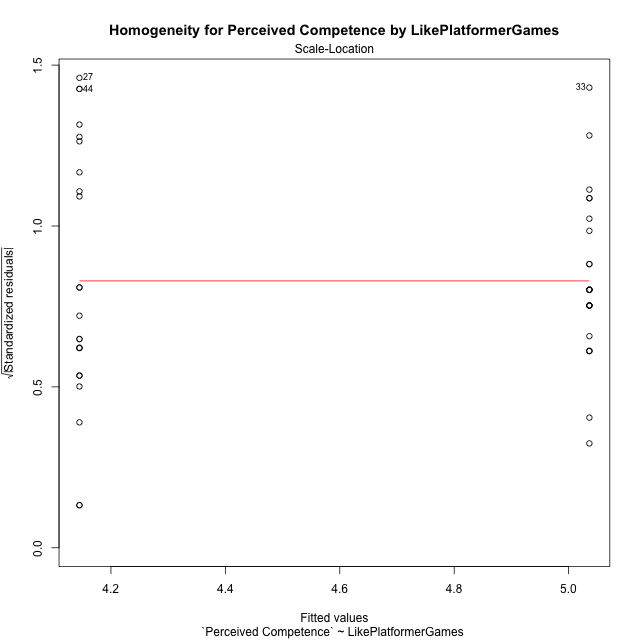 Homogeneity for Perceived Competence by LikePlatformerGames
Scale-Location
1.5
1.0
0.5
0.0
√|Standardized residuals|
27
44
33
4.2 4.4 4.6 4.8 5.0
Fitted values
`Perceived Competence` ~ LikePlatformerGames